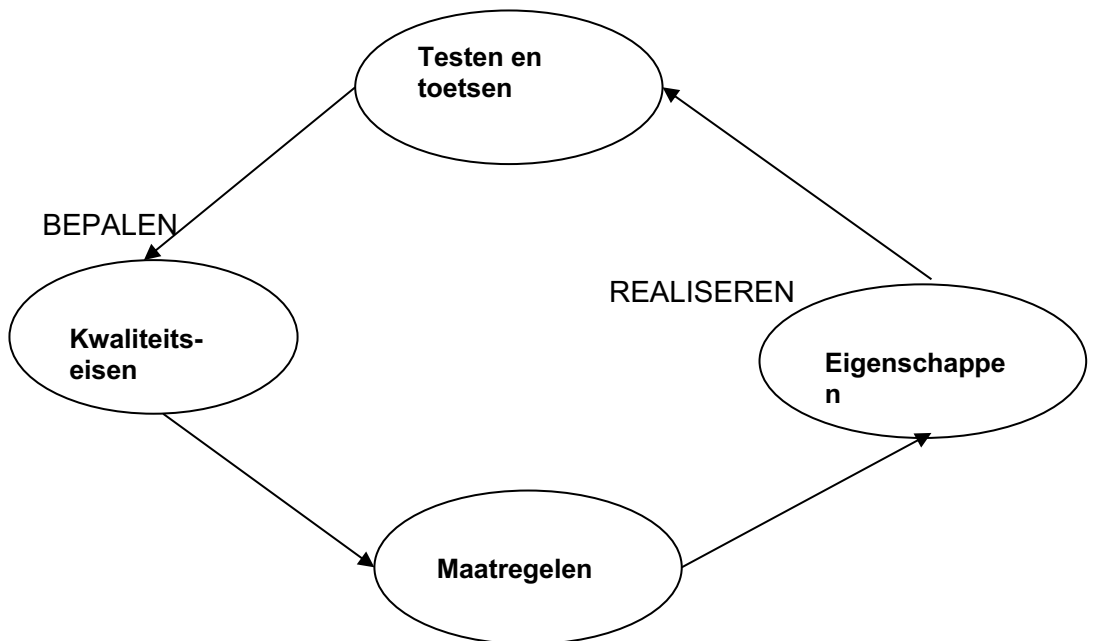 Testen en
toetsen
BEPALEN
REALISEREN
Kwaliteits-
eisen
Eigenschappe
n
Maatregelen